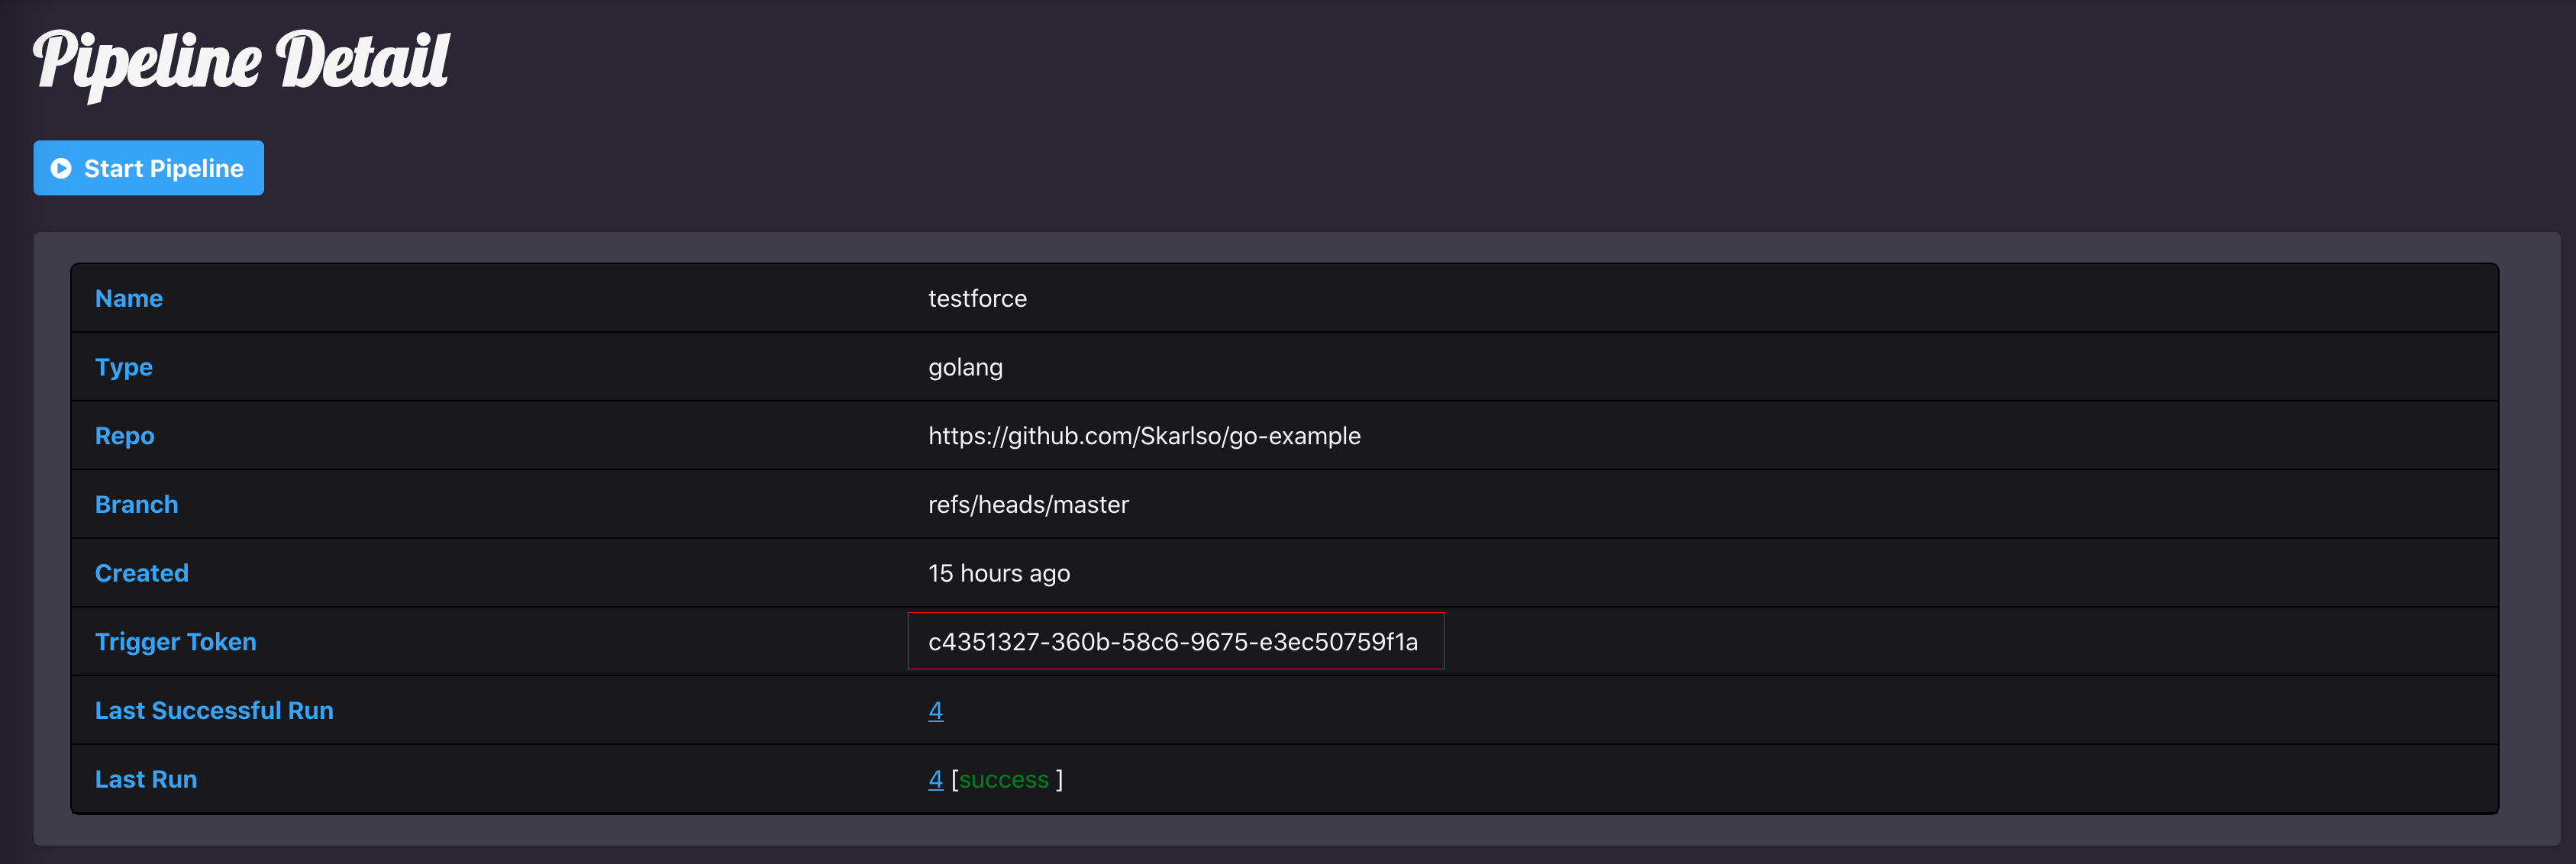 Pipeline Detail
Start Pipeline
Name testforce
Type golang
Repo https://github.com/Skarlso/go-example
Branch refs/heads/master
Created 15 hours ago
Trigger Token c4351327-360b-58c6-9675-e3ec50759f1a
Last Successful Run 4
Last Run 4 [success ]